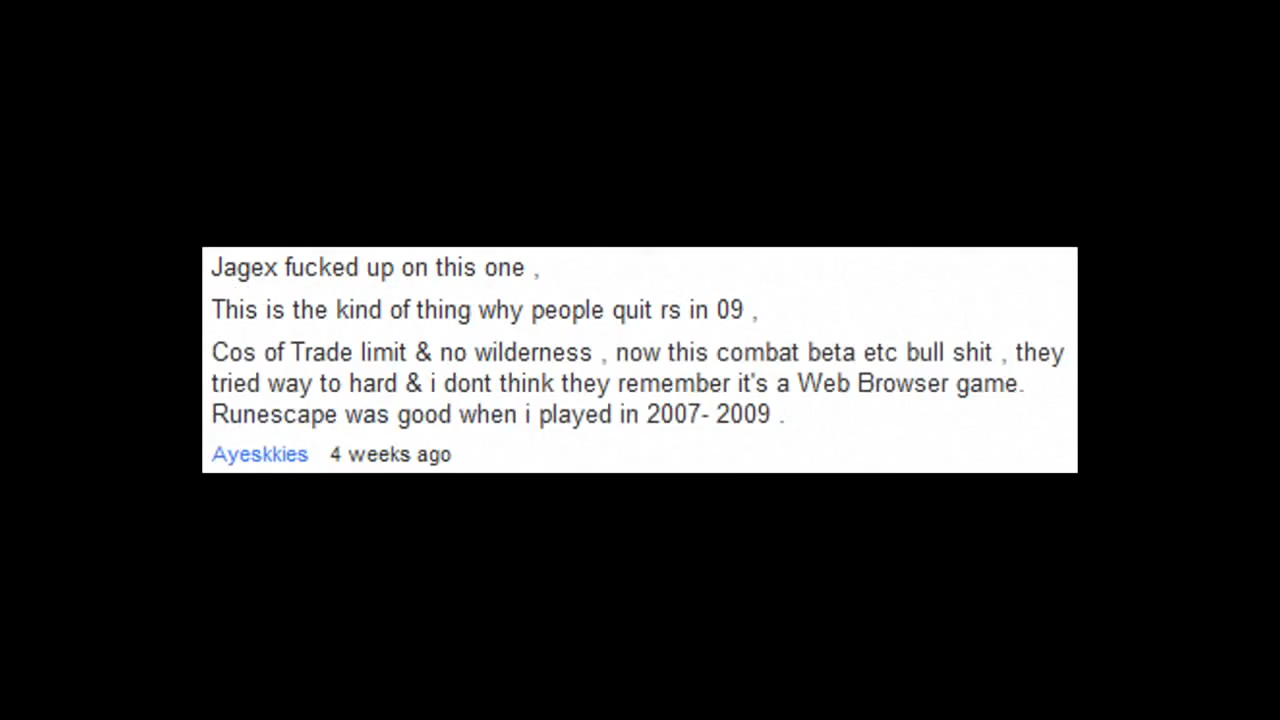 Jagex fucked up on this one ,
This is the kind of thing why people quit rs in 09 ,
Cos of Trade limit & no wilderness , now this combat beta etc bull shit , they
tried way to hard & i dont think they remember it's a Web Browser game.
Runescape was good when i played in 2007- 2009 .
Ayeskkies 4 weeks ago